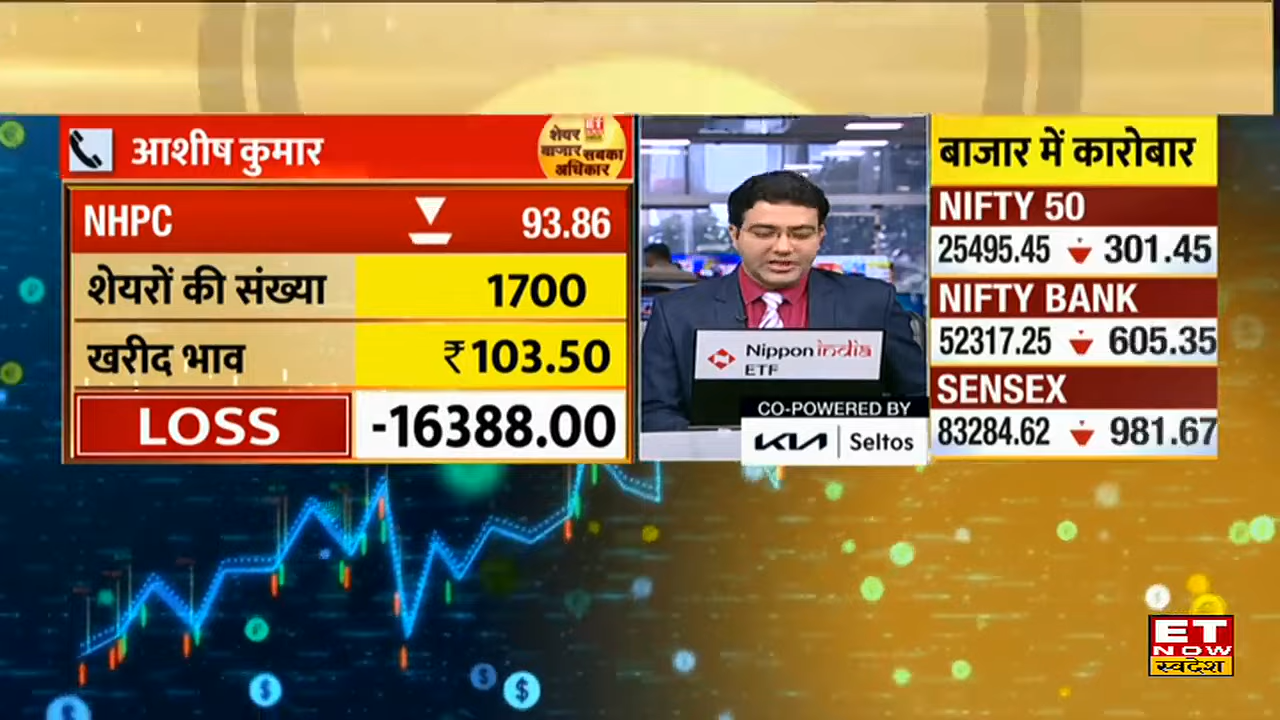 आशीष कुमार
शेयर ET
बाजार सबका
अधिकार
NHPC 93.86
शेयरों की संख्या 1700
खरीद भाव ₹103.50
LOSS -16388.00
Nippon india
ETF
CO-POWERED BY
KIA Seltos
बाजार में कारोबार
NIFTY 50
25495.45 301.45
NIFTY BANK
52317.25 605.35
SENSEX
83284.62 981.67
ET
NOW
स्वदेश